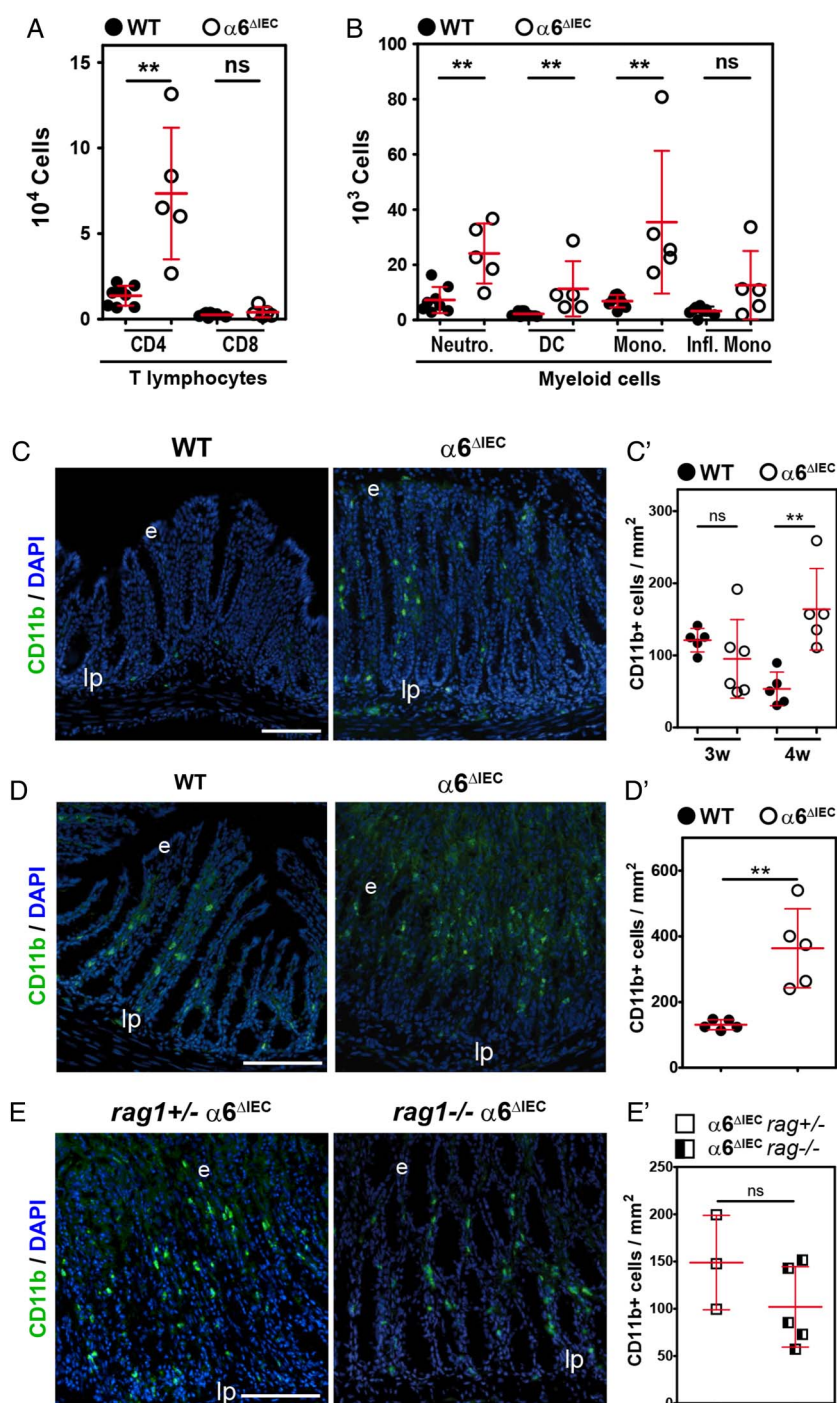 A
● WT ○ α6ΔIEC
15
10
5
0
10⁴ Cells
**
ns
CD4 CD8
T lymphocytes
B
● WT ○ α6ΔIEC
100
80
60
40
20
0
10³ Cells
** ** ** ns
Neutro. DC Mono. Infl. Mono
Myeloid cells
C
WT
α6ΔIEC
CD11b / DAPI
e
lp
e
lp
C'
● WT ○ α6ΔIEC
300
200
100
0
CD11b+ cells / mm²
ns
**
3w 4w
D
WT
α6ΔIEC
CD11b / DAPI
e
lp
e
lp
D'
● WT ○ α6ΔIEC
600
400
200
0
CD11b+ cells / mm²
**
E
rag1+/- α6ΔIEC
rag1-/- α6ΔIEC
CD11b / DAPI
e
lp
e
lp
E'
α6ΔIEC rag+/-
α6ΔIEC rag-/-
250
200
150
100
50
0
CD11b+ cells / mm²
ns